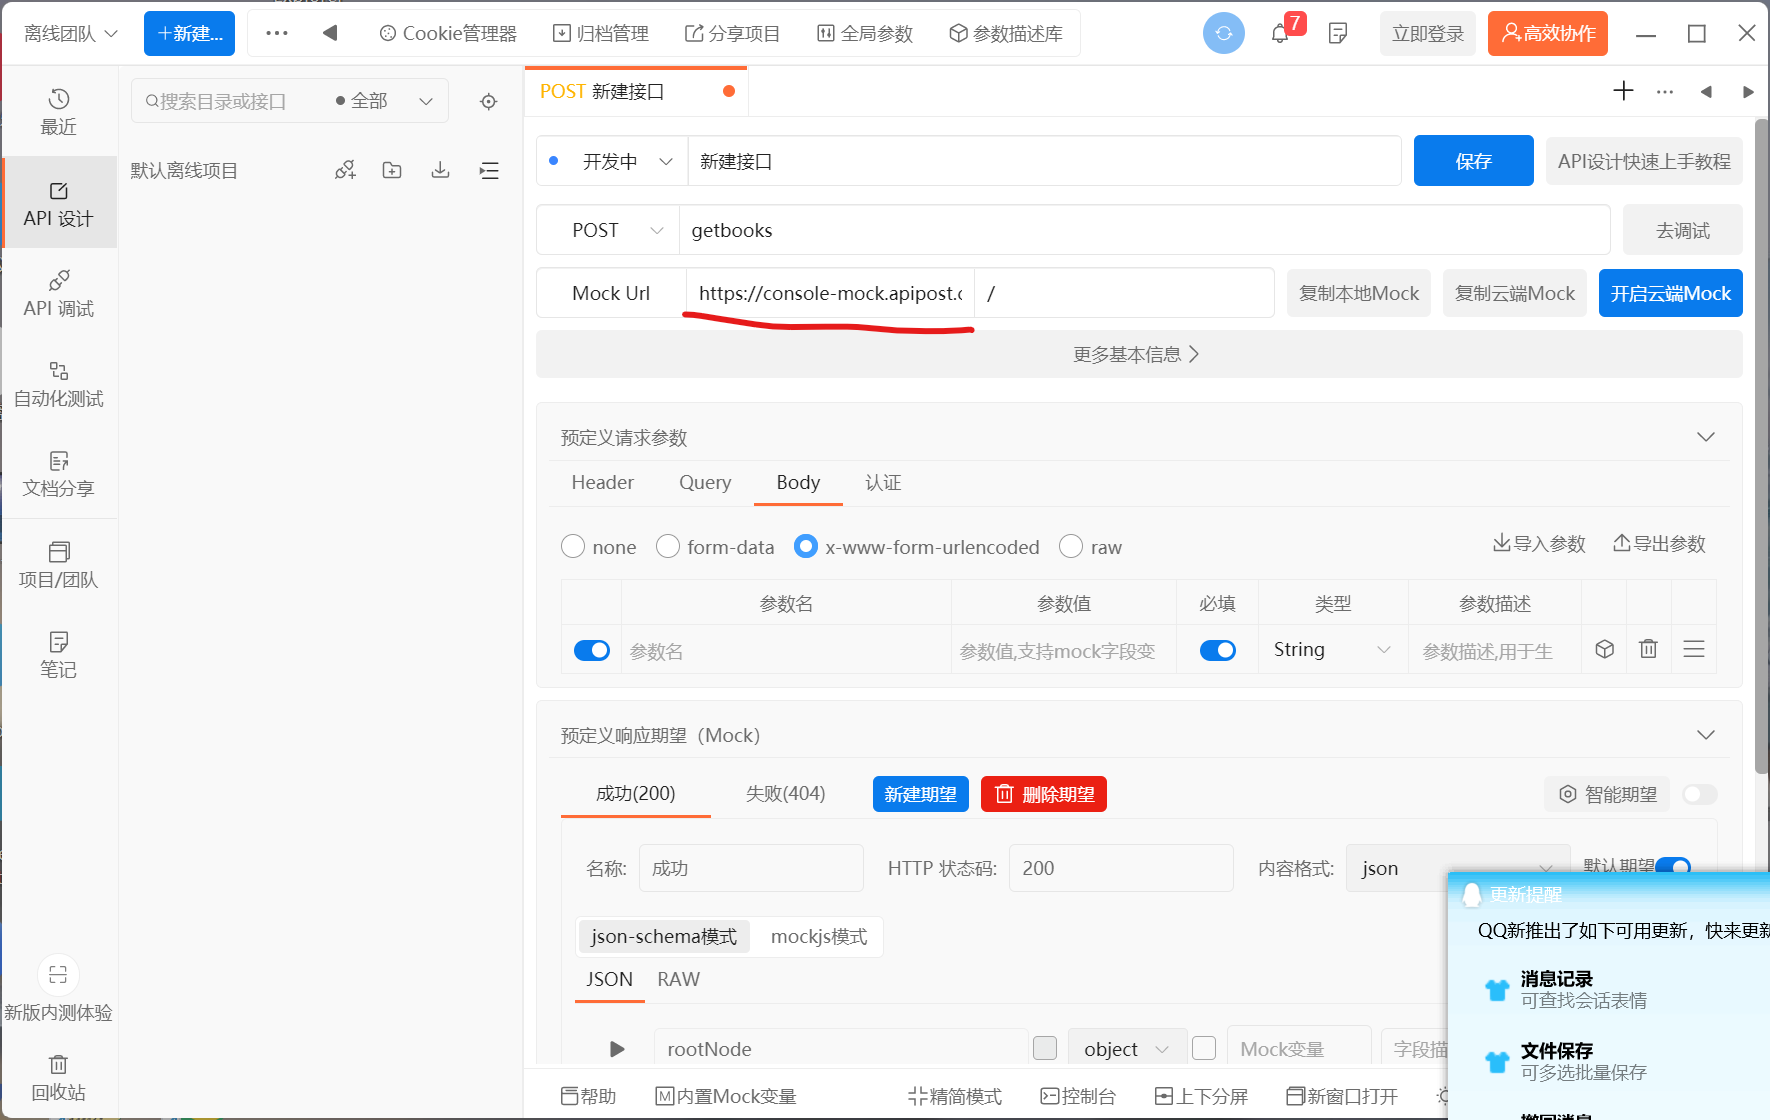 离线团队
+新建...
Cookie管理器
归档管理
分享项目
全局参数
参数描述库
7
立即登录
高效协作
最近
API 设计
API 调试
自动化测试
文档分享
项目/团队
笔记
新版内测体验
回收站
搜索目录或接口
全部
默认离线项目
POST 新建接口
开发中
新建接口
保存
API设计快速上手教程
POST
getbooks
去调试
Mock Url
https://console-mock.apipost.c
/
复制本地Mock
复制云端Mock
开启云端Mock
更多基本信息
预定义请求参数
Header
Query
Body
认证
none
form-data
x-www-form-urlencoded
raw
导入参数
导出参数
参数名
参数值
必填
类型
参数描述
参数名
参数值,支持mock字段变
String
参数描述,用于生
预定义响应期望（Mock）
成功(200)
失败(404)
新建期望
删除期望
智能期望
名称:
成功
HTTP 状态码:
200
内容格式:
json
默认期望
json-schema模式
mockjs模式
JSON
RAW
rootNode
object
Mock变量
字段描
帮助
内置Mock变量
精简模式
控制台
上下分屏
新窗口打开
更新提醒
QQ新推出了如下可用更新，快来更新
消息记录
可查找会话表情
文件保存
可多选批量保存